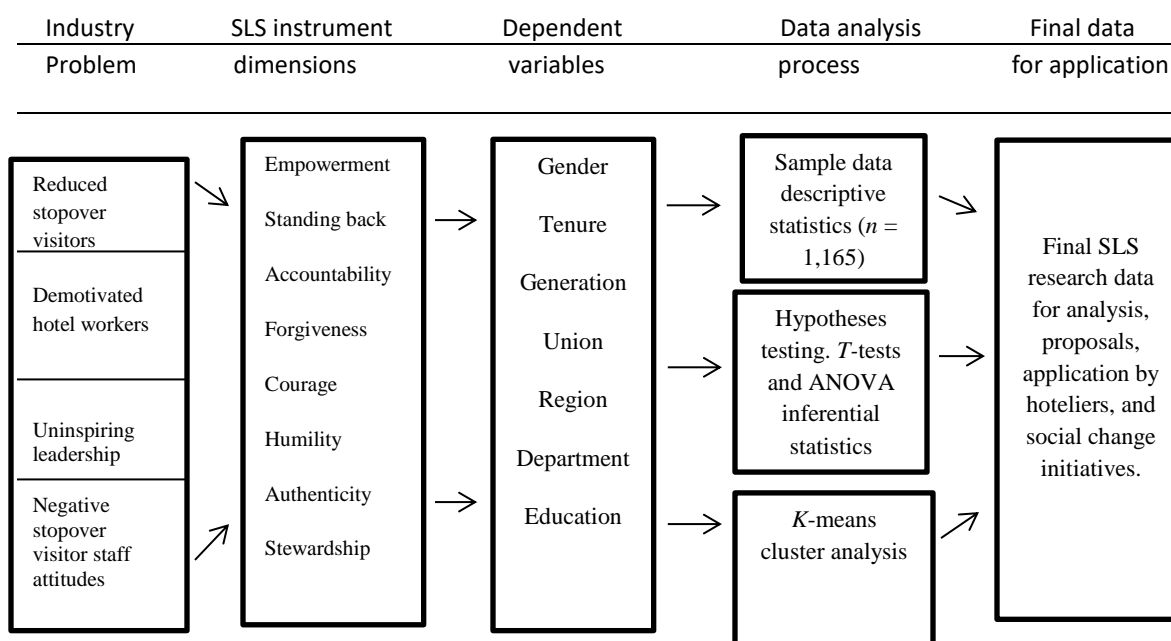 Industry
Problem
SLS instrument
dimensions
Dependent
variables
Data analysis
process
Final data
for application
Reduced
stopover
visitors
Demotivated
hotel workers
Uninspiring
leadership
Negative
stopover
visitor staff
attitudes
Empowerment
Standing back
Accountability
Forgiveness
Courage
Humility
Authenticity
Stewardship
Gender
Tenure
Generation
Union
Region
Department
Education
Sample data
descriptive
statistics (n =
1,165)
Hypotheses
testing. T-tests
and ANOVA
inferential
statistics
K-means
cluster analysis
Final SLS
research data
for analysis,
proposals,
application by
hoteliers, and
social change
initiatives.